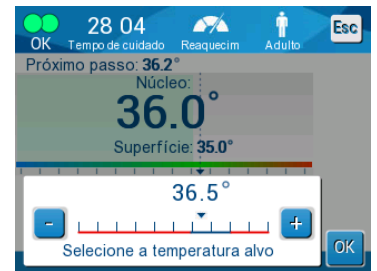 OK 28 04 Esc
Tempo de cuidado Reaquecim Adulto
Próximo passo: 36.2°
Núcleo:
36.0°
Superfície: 35.0°
36.5°
- +
Selecione a temperatura alvo
OK